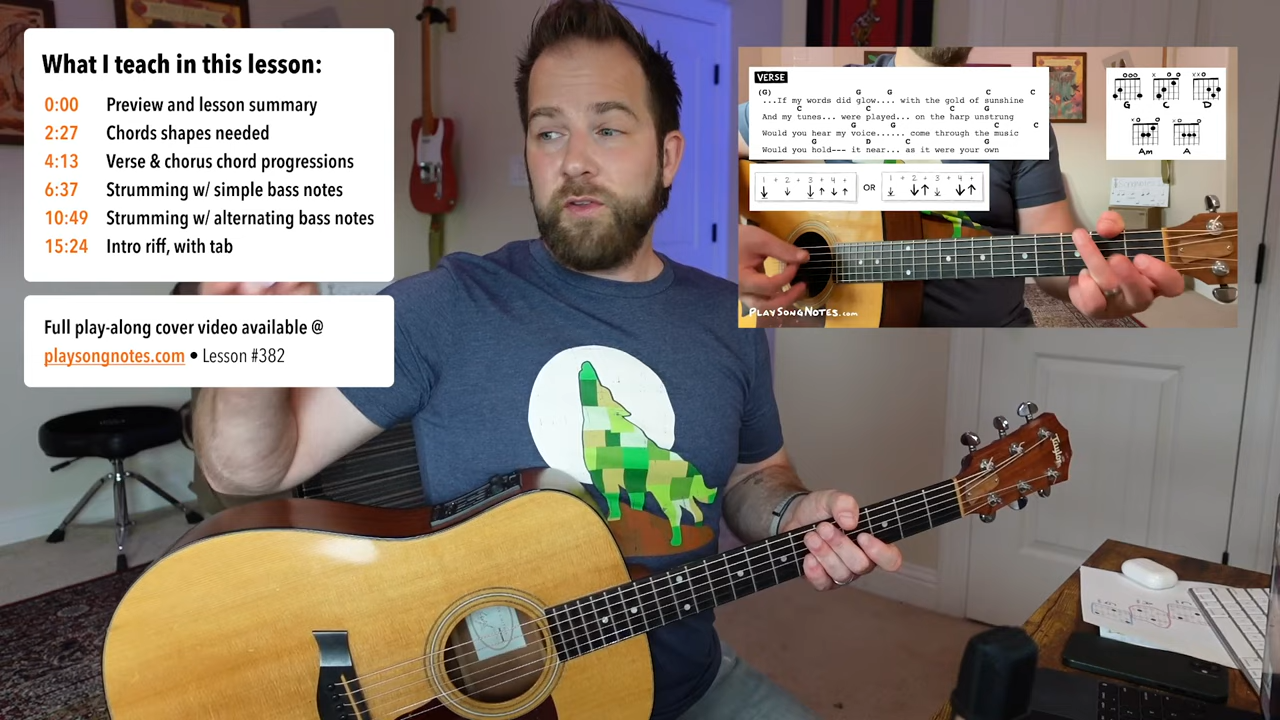 What I teach in this lesson:
0:00 Preview and lesson summary
2:27 Chords shapes needed
4:13 Verse & chorus chord progressions
6:37 Strumming w/ simple bass notes
10:49 Strumming w/ alternating bass notes
15:24 Intro riff, with tab
Full play-along cover video available @
playsongnotes.com • Lesson #382
VERSE
(G) C G C C
...If my words did glow.... with the gold of sunshine
C C G
And my tunes... were played... on the harp unstrung
G G C C
Would you hear my voice...... come through the music
G D C G
Would you hold--- it near... as it were your own
1 + 2 + 3 + 4 +
OR
1 + 2 + 3 + 4 +
G C D
Am A
PLAYSONGNOTES.com
Taylor